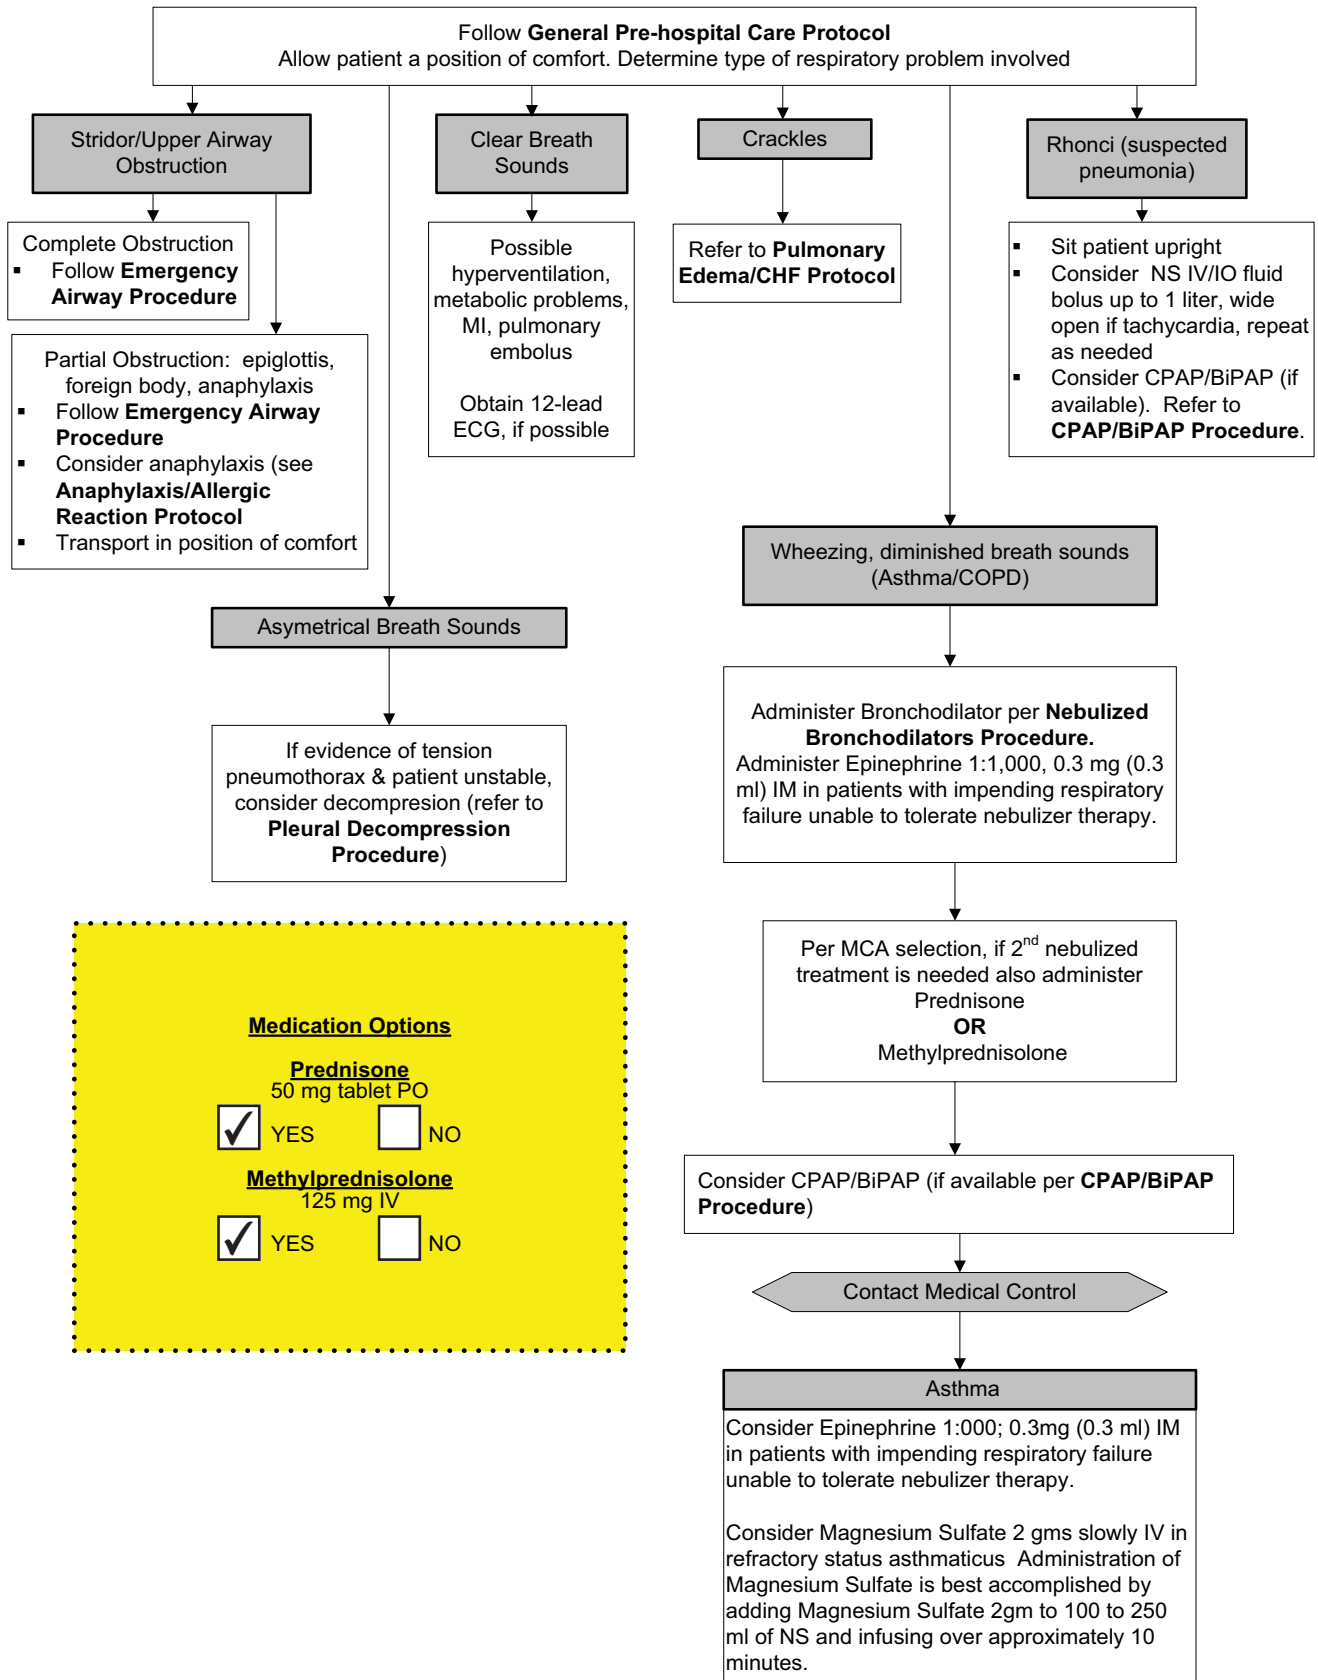 Follow General Pre-hospital Care Protocol
Allow patient a position of comfort. Determine type of respiratory problem involved
Stridor/Upper Airway
Obstruction
Complete Obstruction
▪ Follow Emergency
Airway Procedure
Partial Obstruction: epiglottis,
foreign body, anaphylaxis
▪ Follow Emergency Airway
Procedure
▪ Consider anaphylaxis (see
Anaphylaxis/Allergic
Reaction Protocol
▪ Transport in position of comfort
Asymetrical Breath Sounds
If evidence of tension
pneumothorax & patient unstable,
consider decompresion (refer to
Pleural Decompression
Procedure)
Clear Breath
Sounds
Possible
hyperventilation,
metabolic problems,
MI, pulmonary
embolus
Obtain 12-lead
ECG, if possible
Crackles
Refer to Pulmonary
Edema/CHF Protocol
Rhonci (suspected
pneumonia)
▪ Sit patient upright
▪ Consider NS IV/IO fluid
bolus up to 1 liter, wide
open if tachycardia, repeat
as needed
▪ Consider CPAP/BiPAP (if
available). Refer to
CPAP/BiPAP Procedure.
Wheezing, diminished breath sounds
(Asthma/COPD)
Administer Bronchodilator per Nebulized
Bronchodilators Procedure.
Administer Epinephrine 1:1,000, 0.3 mg (0.3
ml) IM in patients with impending respiratory
failure unable to tolerate nebulizer therapy.
Per MCA selection, if 2nd nebulized
treatment is needed also administer
Prednisone
OR
Methylprednisolone
Consider CPAP/BiPAP (if available per CPAP/BiPAP
Procedure)
Contact Medical Control
Asthma
Consider Epinephrine 1:000; 0.3mg (0.3 ml) IM
in patients with impending respiratory failure
unable to tolerate nebulizer therapy.
Consider Magnesium Sulfate 2 gms slowly IV in
refractory status asthmaticus Administration of
Magnesium Sulfate is best accomplished by
adding Magnesium Sulfate 2gm to 100 to 250
ml of NS and infusing over approximately 10
minutes.
Medication Options
Prednisone
50 mg tablet PO
✓ YES NO
Methylprednisolone
125 mg IV
✓ YES NO